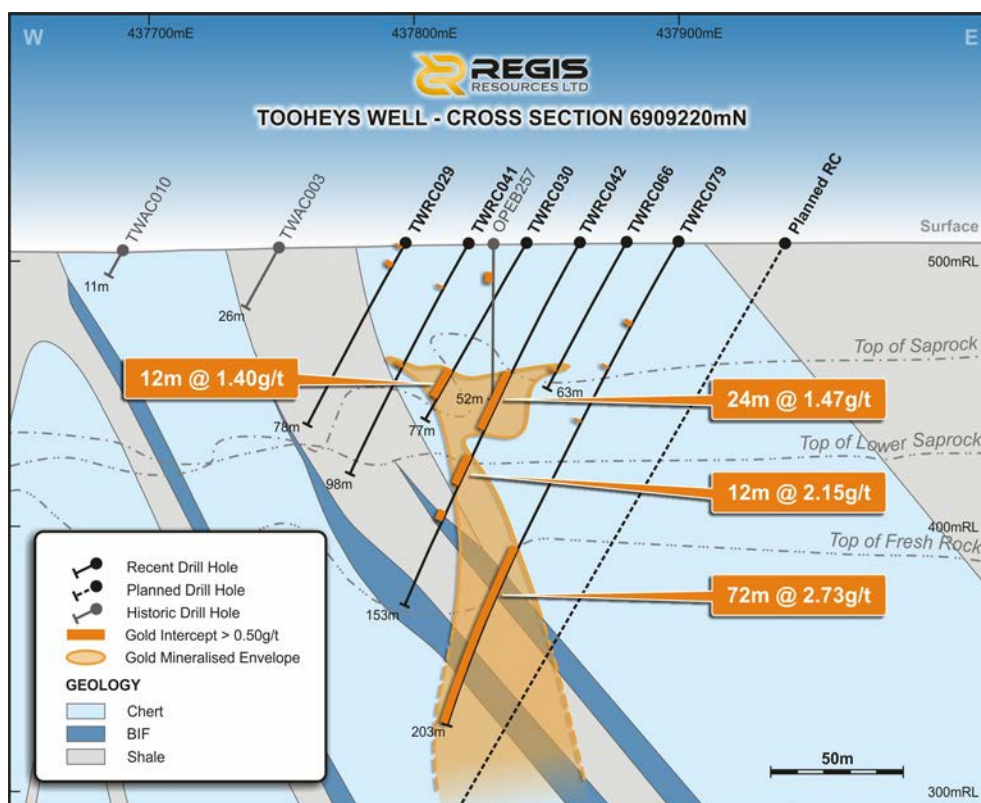 W
437700mE
437800mE
437900mE
E
REGIS
RESOURCES LTD
TOOHEYS WELL - CROSS SECTION 6909220mN
TWAC010
TWAC003
TWRC029
TWRC041
OPEB257
TWRC030
TWRC042
TWRC066
TWRC079
Planned RC
Surface
500mRL
11m
26m
Top of Saprock
12m @ 1.40g/t
52m
63m
24m @ 1.47g/t
78m
77m
Top of Lower Saprock
98m
12m @ 2.15g/t
400mRL
Top of Fresh Rock
Recent Drill Hole
Planned Drill Hole
Historic Drill Hole
Gold Intercept > 0.50g/t
Gold Mineralised Envelope
GEOLOGY
Chert
BIF
Shale
153m
72m @ 2.73g/t
203m
50m
300mRL